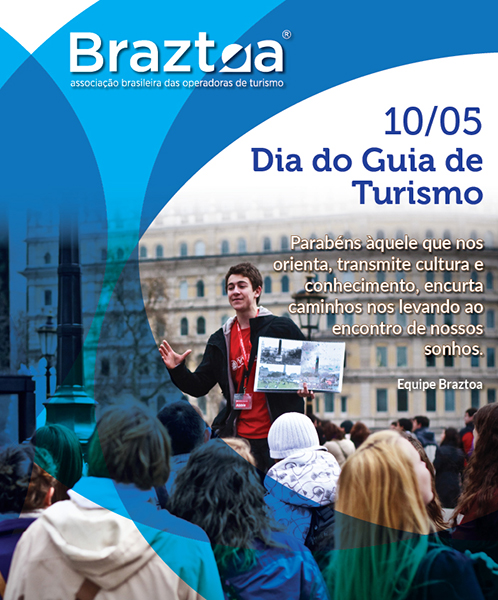 Braztoa®
associação brasileira das operadoras de turismo
10/05
Dia do Guia de
Turismo
Parabéns àquele que nos
orienta, transmite cultura e
conhecimento, encurta
caminhos nos levando ao
encontro de nossos
sonhos.
Equipe Braztoa